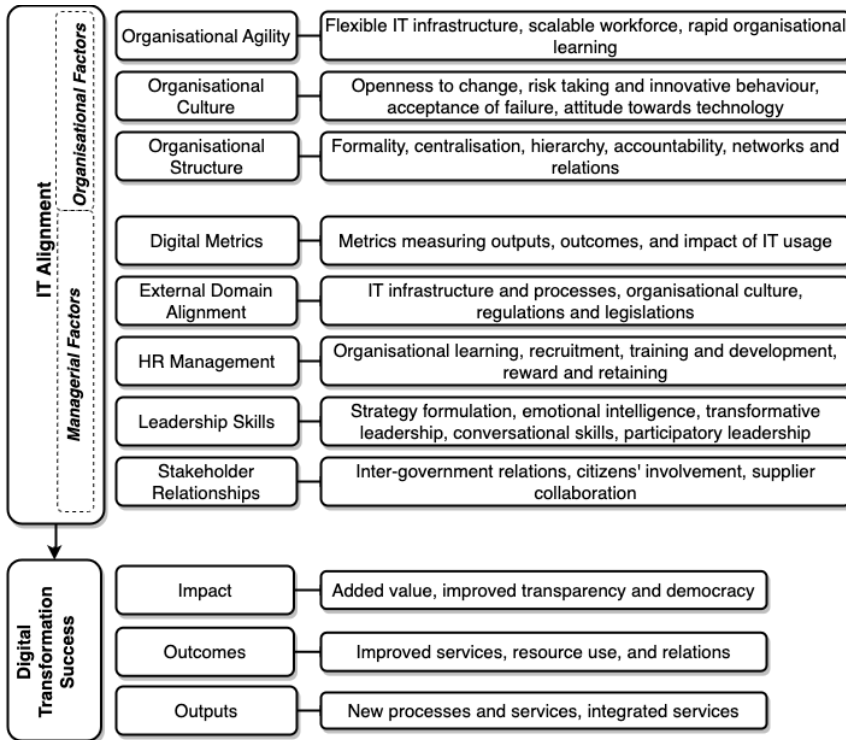 IT Alignment
Organisational Factors
Organisational Agility
Flexible IT infrastructure, scalable workforce, rapid organisational
learning
Organisational
Culture
Openness to change, risk taking and innovative behaviour,
acceptance of failure, attitude towards technology
Organisational
Structure
Formality, centralisation, hierarchy, accountability, networks and
relations
Managerial Factors
Digital Metrics
Metrics measuring outputs, outcomes, and impact of IT usage
External Domain
Alignment
IT infrastructure and processes, organisational culture,
regulations and legislations
HR Management
Organisational learning, recruitment, training and development,
reward and retaining
Leadership Skills
Strategy formulation, emotional intelligence, transformative
leadership, conversational skills, participatory leadership
Stakeholder
Relationships
Inter-government relations, citizens' involvement, supplier
collaboration
Digital
Transformation
Success
Impact
Added value, improved transparency and democracy
Outcomes
Improved services, resource use, and relations
Outputs
New processes and services, integrated services